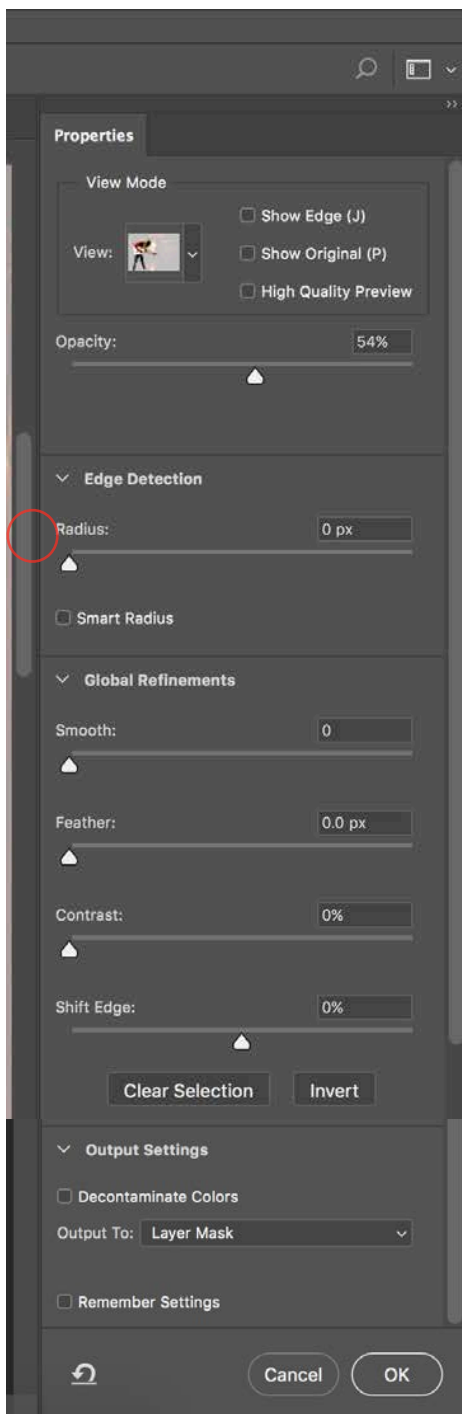 Properties
View Mode
View:
Show Edge (J)
Show Original (P)
High Quality Preview
Opacity: 54%
Edge Detection
Radius: 0 px
Smart Radius
Global Refinements
Smooth: 0
Feather: 0.0 px
Contrast: 0%
Shift Edge: 0%
Clear Selection Invert
Output Settings
Decontaminate Colors
Output To: Layer Mask
Remember Settings
Cancel OK